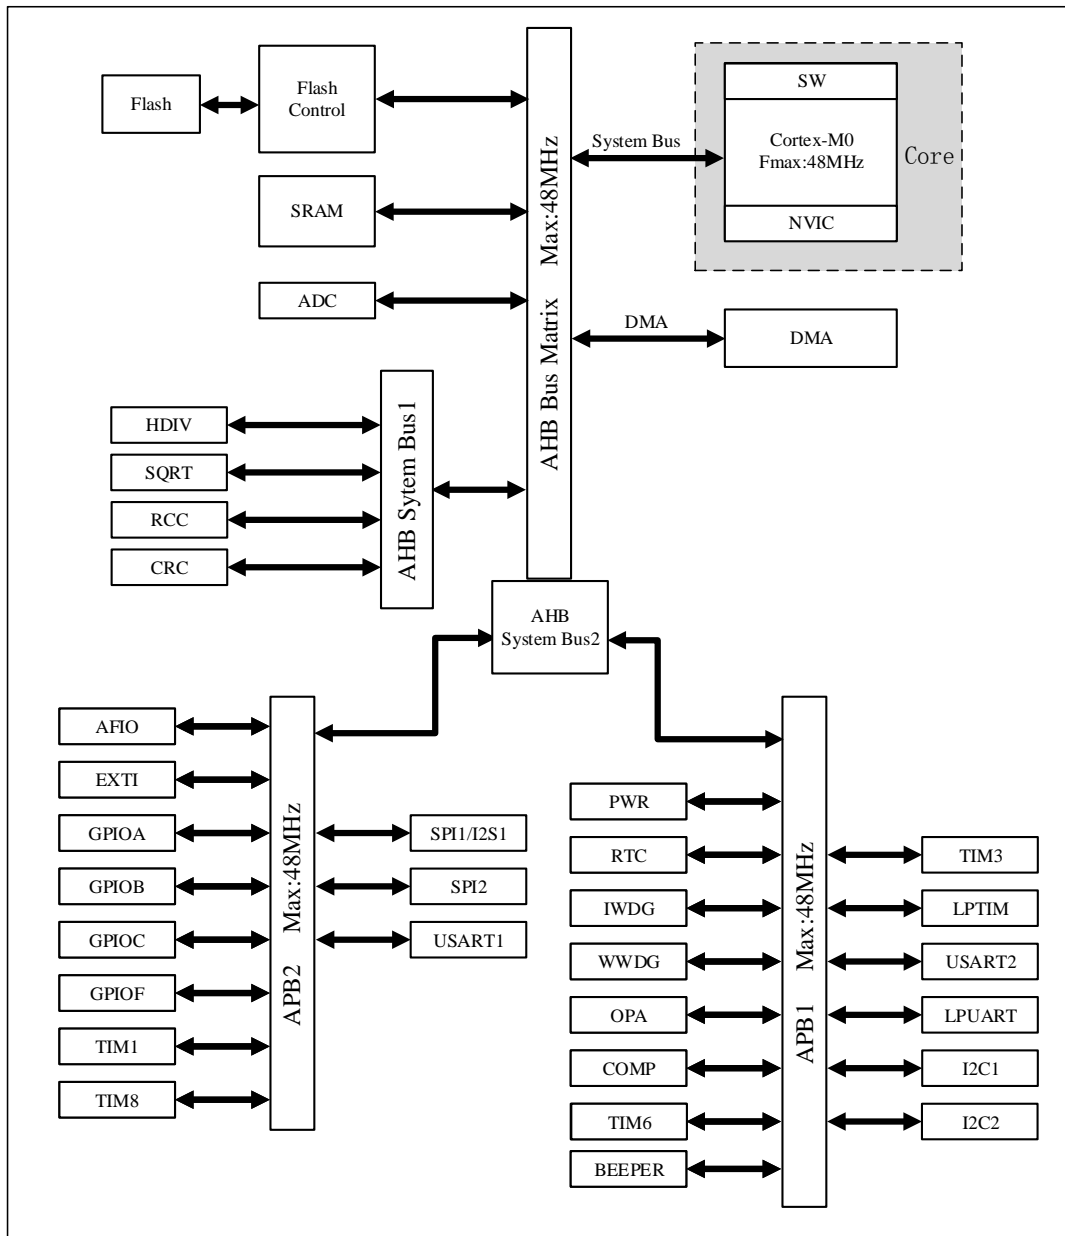 Flash
Flash
Control
SRAM
ADC
AHB Bus Matrix Max:48MHz
System Bus
SW
Cortex-M0
Fmax:48MHz
NVIC
Core
DMA
DMA
HDIV
SQRT
RCC
CRC
AHB Sytem Bus1
AHB
System Bus2
AFIO
EXTI
GPIOA
GPIOB
GPIOC
GPIOF
TIM1
TIM8
APB2 Max:48MHz
SPI1/I2S1
SPI2
USART1
PWR
RTC
IWDG
WWDG
OPA
COMP
TIM6
BEEPER
APB1 Max:48MHz
TIM3
LPTIM
USART2
LPUART
I2C1
I2C2